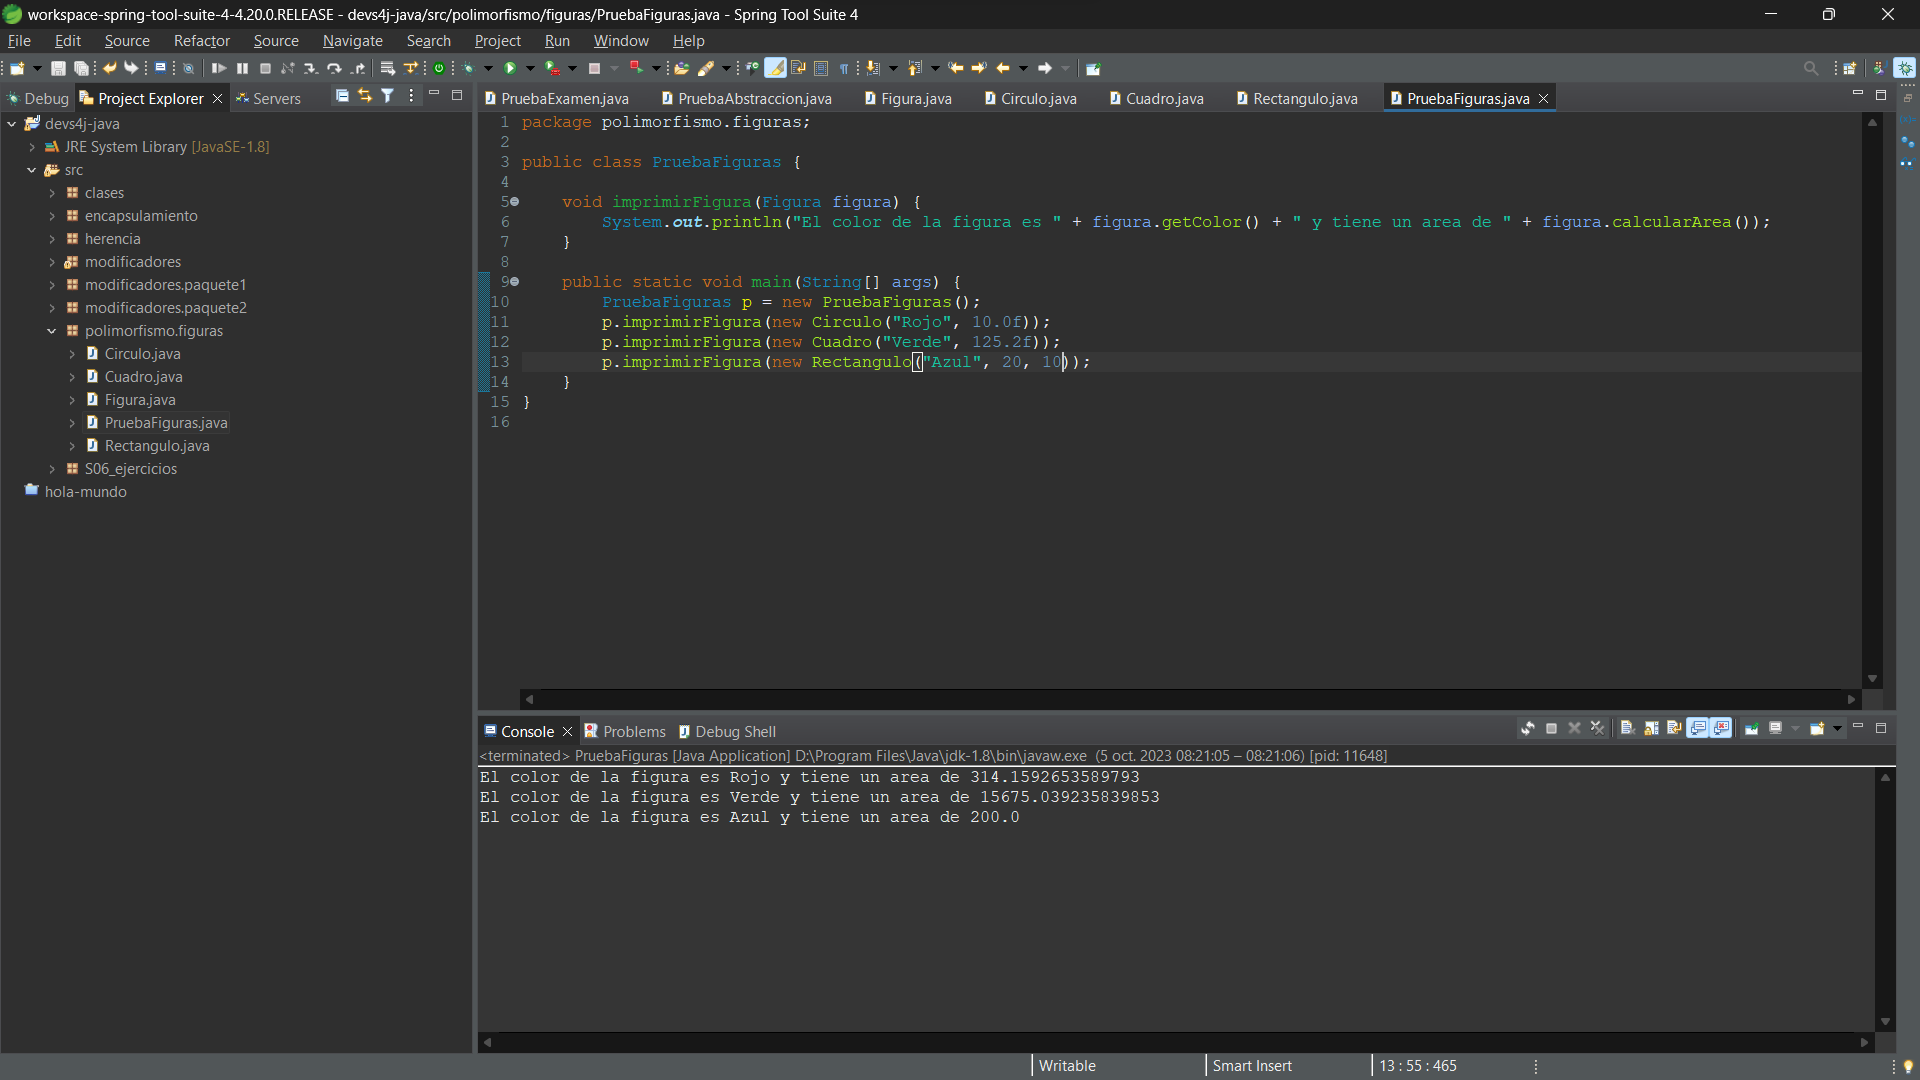 workspace-spring-tool-suite-4-4.20.0.RELEASE - devs4j-java/src/polimorfismo/figuras/PruebaFiguras.java - Spring Tool Suite 4
File Edit Source Refactor Source Navigate Search Project Run Window Help
Debug Project Explorer Servers
devs4j-java
JRE System Library [JavaSE-1.8]
src
clases
encapsulamiento
herencia
modificadores
modificadores.paquete1
modificadores.paquete2
polimorfismo.figuras
Circulo.java
Cuadro.java
Figura.java
PruebaFiguras.java
Rectangulo.java
S06_ejercicios
hola-mundo
PruebaExamen.java PruebaAbstraccion.java Figura.java Circulo.java Cuadro.java Rectangulo.java PruebaFiguras.java
1 package polimorfismo.figuras;
2
3 public class PruebaFiguras {
4
5 void imprimirFigura(Figura figura) {
6 System.out.println("El color de la figura es " + figura.getColor() + " y tiene un area de " + figura.calcularArea());
7 }
8
9 public static void main(String[] args) {
10 PruebaFiguras p = new PruebaFiguras();
11 p.imprimirFigura(new Circulo("Rojo", 10.0f));
12 p.imprimirFigura(new Cuadro("Verde", 125.2f));
13 p.imprimirFigura(new Rectangulo("Azul", 20, 10));
14 }
15 }
16
Console Problems Debug Shell
<terminated> PruebaFiguras [Java Application] D:\Program Files\Java\jdk-1.8\bin\javaw.exe (5 oct. 2023 08:21:05 – 08:21:06) [pid: 11648]
El color de la figura es Rojo y tiene un area de 314.1592653589793
El color de la figura es Verde y tiene un area de 15675.039235839853
El color de la figura es Azul y tiene un area de 200.0
Writable Smart Insert 13 : 55 : 465